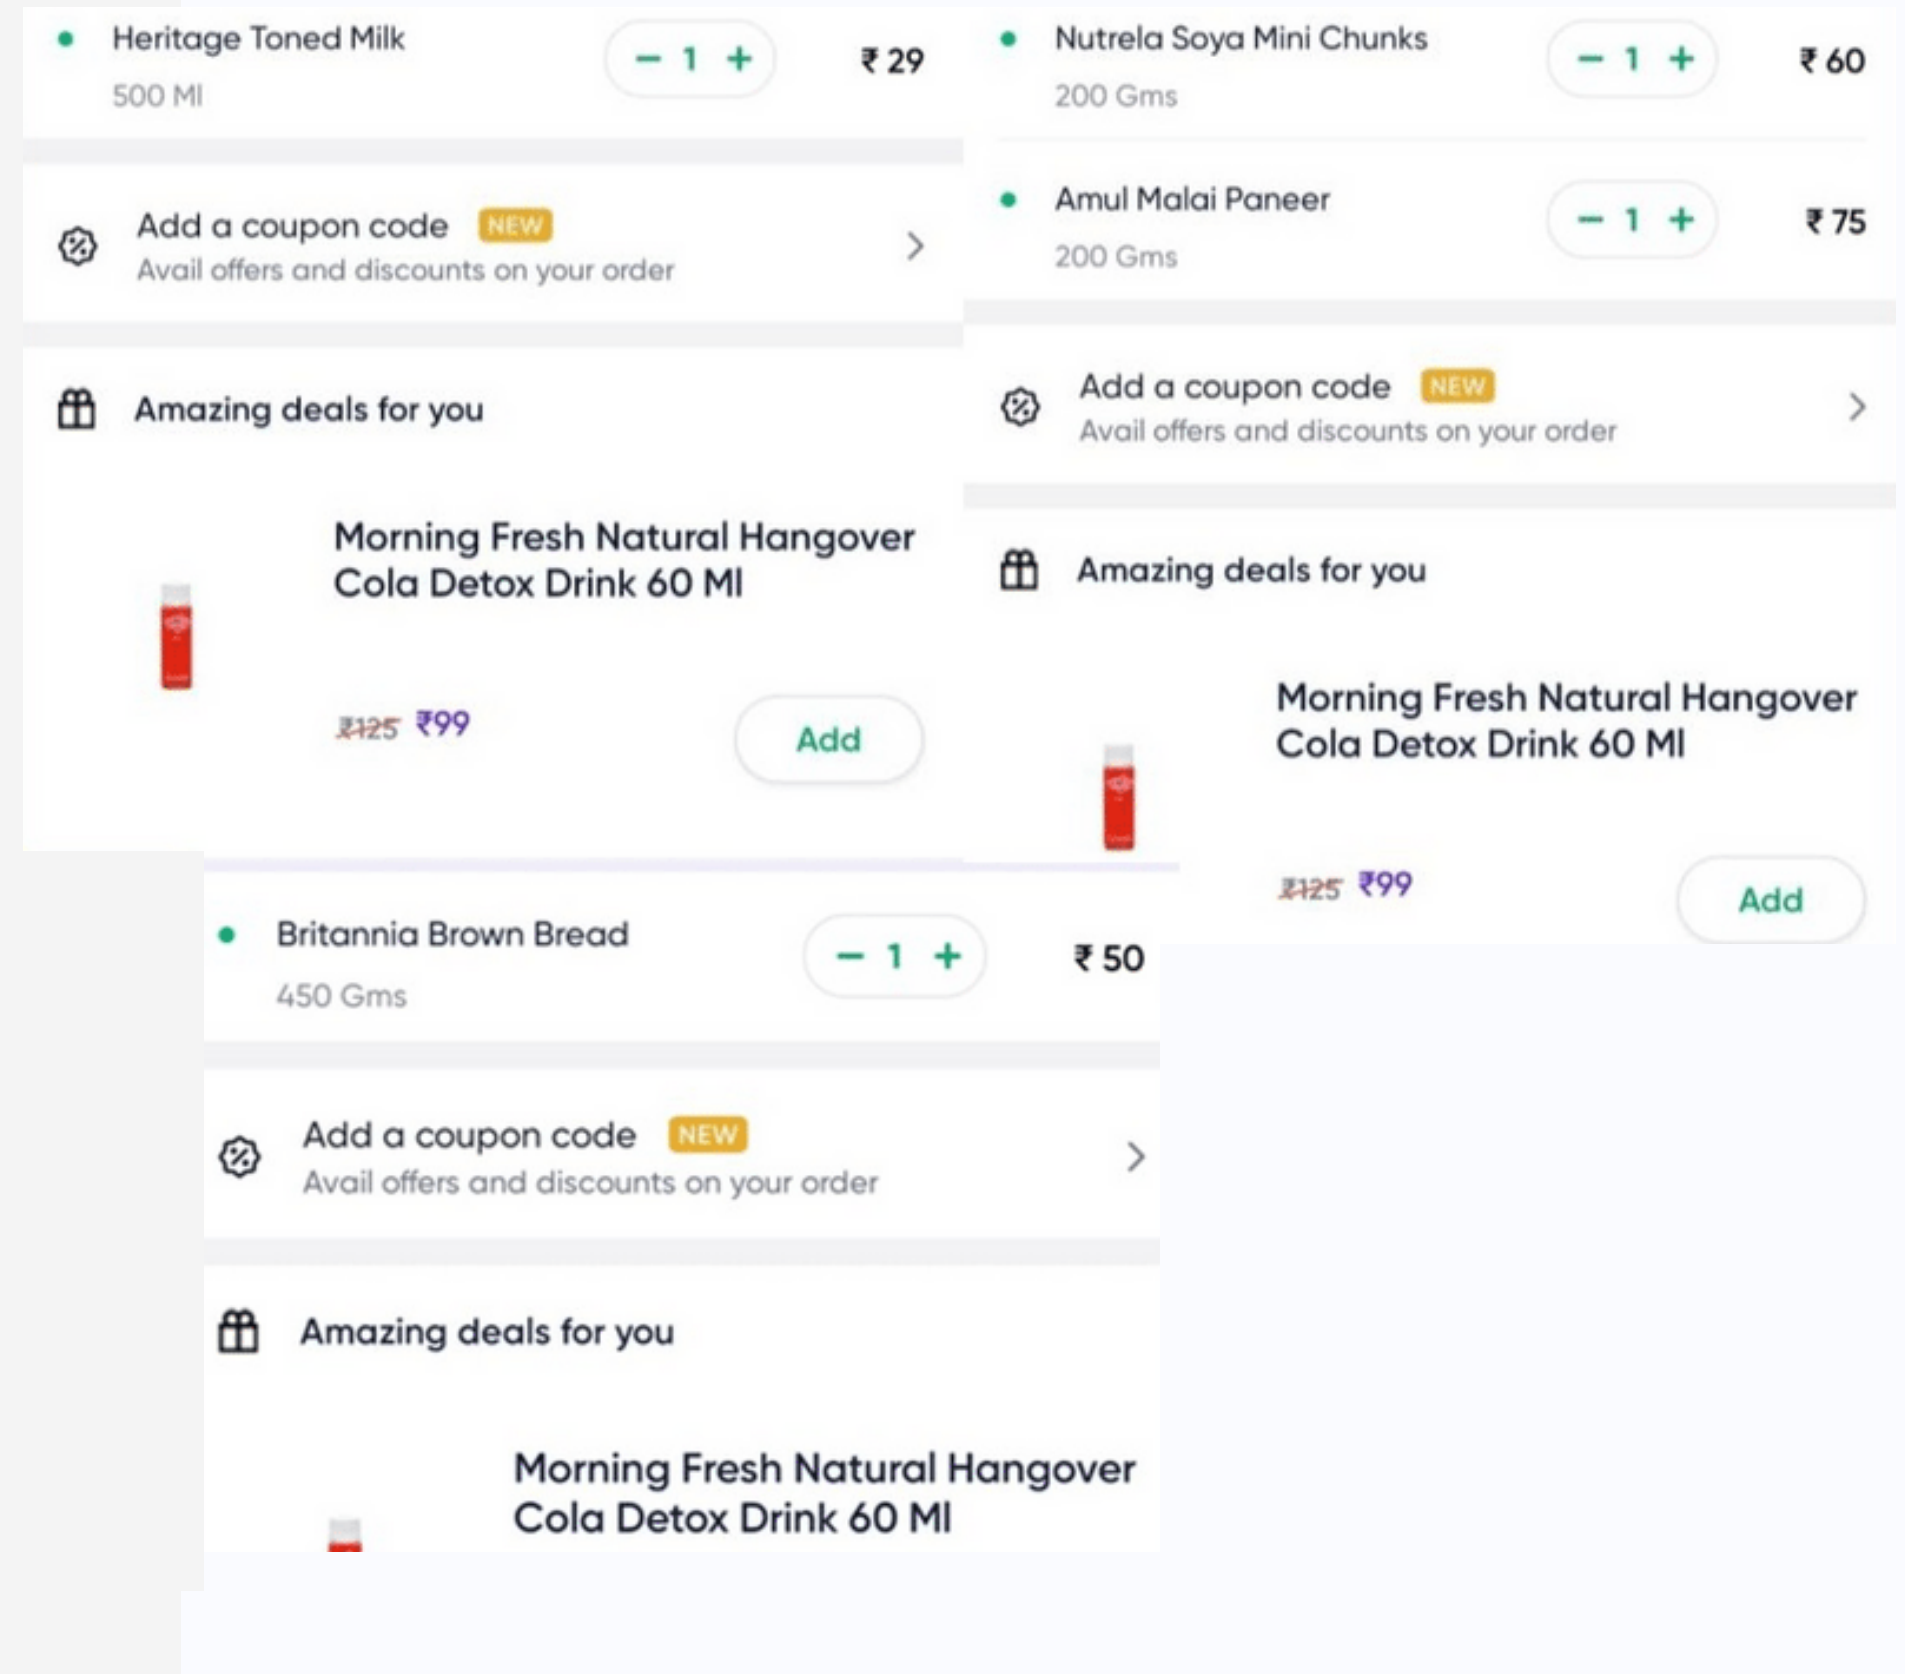 Heritage Toned Milk
− 1 +
₹ 29
500 Ml
Add a coupon code NEW
Avail offers and discounts on your order
Amazing deals for you
Morning Fresh Natural Hangover
Cola Detox Drink 60 Ml
₹125 ₹99
Add
Nutrela Soya Mini Chunks
− 1 +
₹ 60
200 Gms
Amul Malai Paneer
− 1 +
₹ 75
200 Gms
Add a coupon code NEW
Avail offers and discounts on your order
Amazing deals for you
Morning Fresh Natural Hangover
Cola Detox Drink 60 Ml
₹125 ₹99
Add
Britannia Brown Bread
− 1 +
₹ 50
450 Gms
Add a coupon code NEW
Avail offers and discounts on your order
Amazing deals for you
Morning Fresh Natural Hangover
Cola Detox Drink 60 Ml